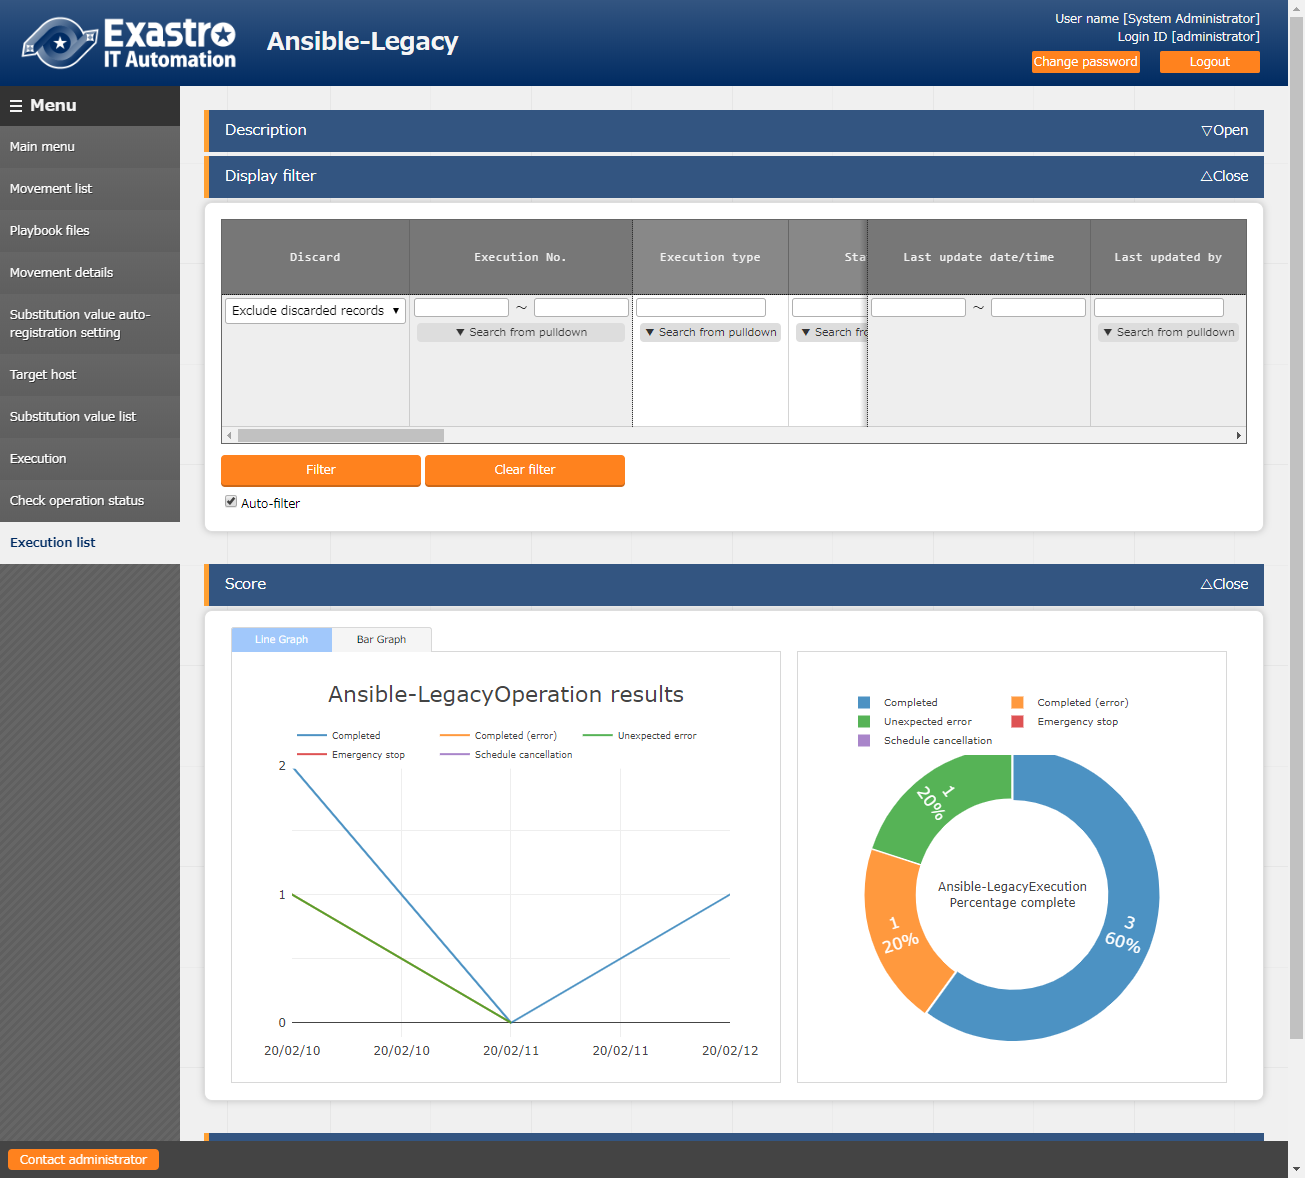 Exastro
IT Automation
Ansible-Legacy
User name [System Administrator]
Login ID [administrator]
Change password
Logout
☰ Menu
Main menu
Movement list
Playbook files
Movement details
Substitution value auto-
registration setting
Target host
Substitution value list
Execution
Check operation status
Execution list
Description
▽Open
Display filter
△Close
Discard
Execution No.
Execution type
Sta
Last update date/time
Last updated by
Exclude discarded records ▼
~
~
▼ Search from pulldown
▼ Search from pulldown
▼ Search fr
▼ Search from pulldown
Filter
Clear filter
Auto-filter
Score
△Close
Line Graph
Bar Graph
Ansible-LegacyOperation results
Completed
Completed (error)
Unexpected error
Emergency stop
Schedule cancellation
2
1
0
20/02/10
20/02/10
20/02/11
20/02/11
20/02/12
Completed
Completed (error)
Unexpected error
Emergency stop
Schedule cancellation
1
20%
1
20%
3
60%
Ansible-LegacyExecution
Percentage complete
Contact administrator